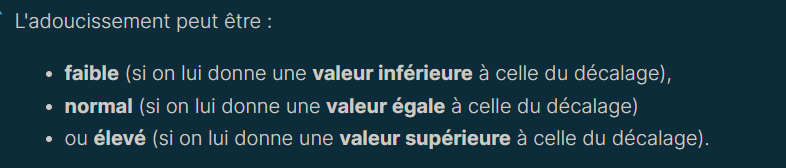 L'adoucissement peut être :
• faible (si on lui donne une valeur inférieure à celle du décalage),
• normal (si on lui donne une valeur égale à celle du décalage)
• ou élevé (si on lui donne une valeur supérieure à celle du décalage).